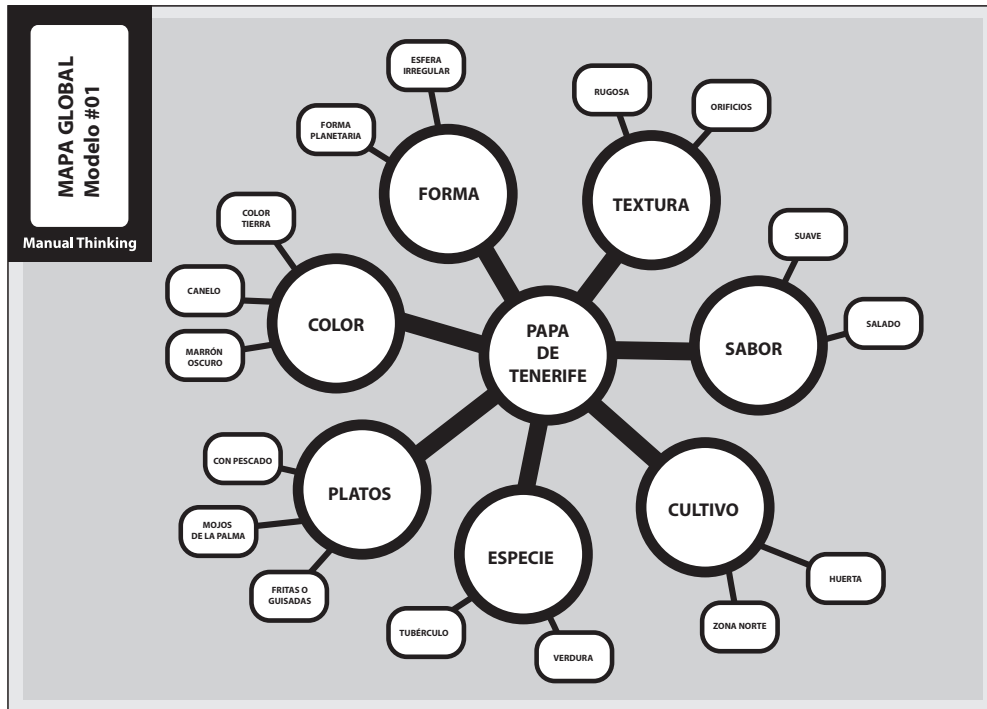 MAPA GLOBAL
Modelo #01
Manual Thinking
ESFERA
IRREGULAR
FORMA
PLANETARIA
FORMA
RUGOSA
ORIFICIOS
TEXTURA
COLOR
TIERRA
CANELO
MARRÓN
OSCURO
COLOR
PAPA
DE
TENERIFE
SUAVE
SALADO
SABOR
CON PESCADO
MOJOS
DE LA PALMA
FRITAS O
GUISADAS
PLATOS
ESPECIE
TUBÉRCULO
VERDURA
CULTIVO
HUERTA
ZONA NORTE